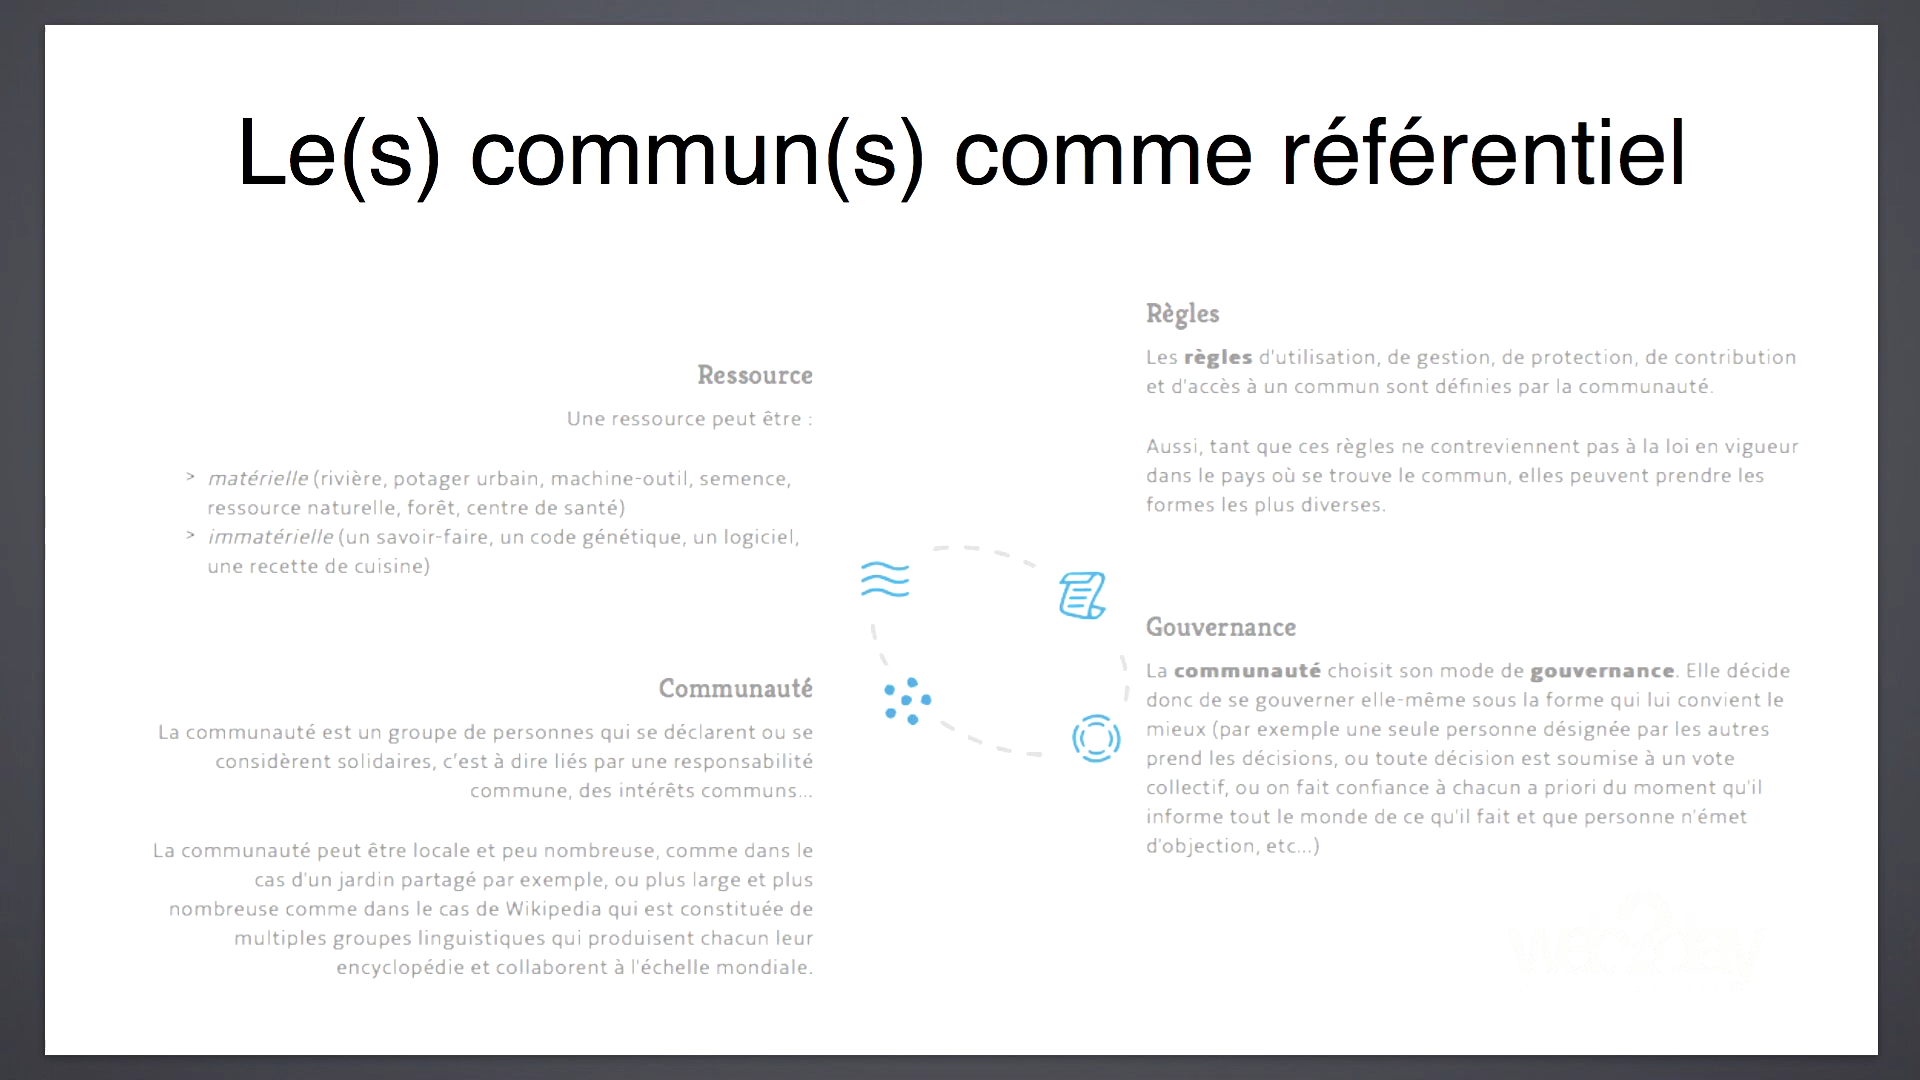 Le(s) commun(s) comme référentiel
Ressource
Une ressource peut être :
> matérielle (rivière, potager urbain, machine-outil, semence,
ressource naturelle, forêt, centre de santé)
> immatérielle (un savoir-faire, un code génétique, un logiciel,
une recette de cuisine)
Communauté
La communauté est un groupe de personnes qui se déclarent ou se
considèrent solidaires, c’est à dire liés par une responsabilité
commune, des intérêts communs...
La communauté peut être locale et peu nombreuse, comme dans le
cas d'un jardin partagé par exemple, ou plus large et plus
nombreuse comme dans le cas de Wikipedia qui est constituée de
multiples groupes linguistiques qui produisent chacun leur
encyclopédie et collaborent à l'échelle mondiale.
Règles
Les règles d'utilisation, de gestion, de protection, de contribution
et d'accès à un commun sont définies par la communauté.
Aussi, tant que ces règles ne contreviennent pas à la loi en vigueur
dans le pays où se trouve le commun, elles peuvent prendre les
formes les plus diverses.
Gouvernance
La communauté choisit son mode de gouvernance. Elle décide
donc de se gouverner elle-même sous la forme qui lui convient le
mieux (par exemple une seule personne désignée par les autres
prend les décisions, ou toute décision est soumise à un vote
collectif, ou on fait confiance à chacun a priori du moment qu'il
informe tout le monde de ce qu'il fait et que personne n'émet
d'objection, etc...)